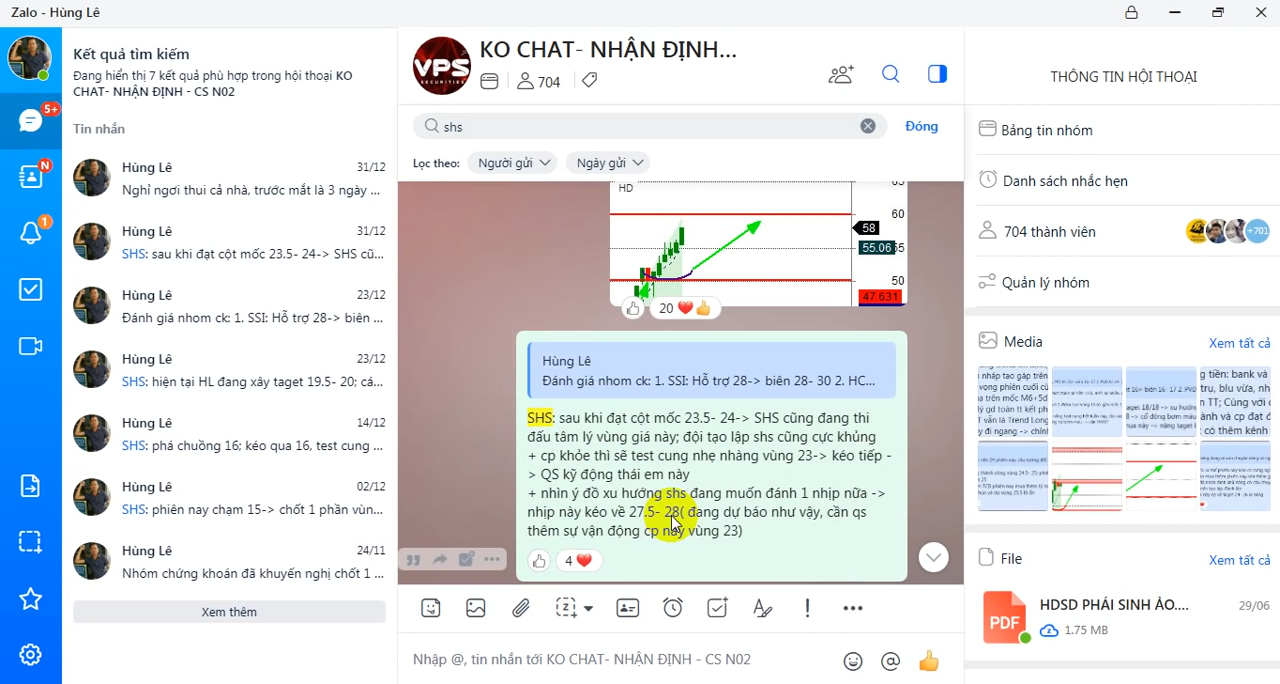 Zalo - Hùng Lê
Kết quả tìm kiếm
Đang hiển thị 7 kết quả phù hợp trong hội thoại KO
CHAT- NHẬN ĐỊNH - CS N02
Tin nhắn
Hùng Lê 31/12
Nghỉ ngơi thui cả nhà, trước mắt là 3 ngày ...
Hùng Lê 31/12
SHS: sau khi đạt cột mốc 23.5- 24-> SHS cũ...
Hùng Lê 23/12
Đánh giá nhom ck: 1. SSI: Hỗ trợ 28-> biên ...
Hùng Lê 23/12
SHS: hiện tại HL đang xây taget 19.5- 20; cá...
Hùng Lê 14/12
SHS: phá chuồng 16; kéo qua 16, test cung ...
Hùng Lê 02/12
SHS: phiên nay chạm 15-> chốt 1 phần vùn...
Hùng Lê 24/11
Nhóm chứng khoán đã khuyến nghị chốt 1 ...
Xem thêm
5+
N
1
VPS
SECURITIES
KO CHAT- NHẬN ĐỊNH...
704
shs
Đóng
Lọc theo: Người gửi Ngày gửi
HD
60
58
55.06
50
47.631
20
Hùng Lê
Đánh giá nhom ck: 1. SSI: Hỗ trợ 28-> biên 28- 30 2. HC...
SHS: sau khi đạt cột mốc 23.5- 24-> SHS cũng đang thi
đấu tâm lý vùng giá này; đội tạo lập shs cũng cực khủng
+ cp khỏe thì sẽ test cung nhẹ nhàng vùng 23-> kéo tiếp -
> QS kỹ động thái em này
+ nhìn ý đồ xu hướng shs đang muốn đánh 1 nhịp nữa ->
nhịp này kéo về 27.5- 28( đang dự báo như vậy, cần qs
thêm sự vận động cp này vùng 23)
4
Nhập @, tin nhắn tới KO CHAT- NHẬN ĐỊNH - CS N02
THÔNG TIN HỘI THOẠI
Bảng tin nhóm
Danh sách nhắc hẹn
704 thành viên
+701
Quản lý nhóm
Media
Xem tất cả
File
Xem tất cả
PDF
HDSD PHÁI SINH ẢO.... 29/06
1.75 MB